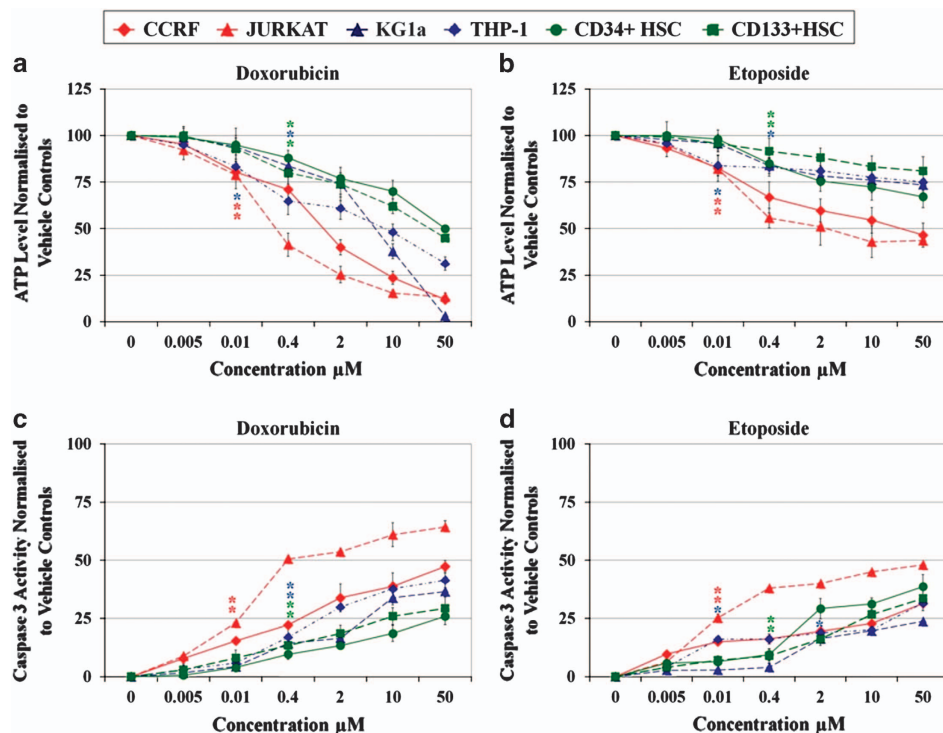 CCRF JURKAT KG1a THP-1 CD34+ HSC CD133+HSC
a
Doxorubicin
ATP Level Normalised to
Vehicle Controls
125
100
75
50
25
0
0 0.005 0.01 0.4 2 10 50
Concentration µM
* * *
* * *
b
Etoposide
ATP Level Normalised to
Vehicle Controls
125
100
75
50
25
0
0 0.005 0.01 0.4 2 10 50
Concentration µM
* * *
* * *
c
Doxorubicin
Caspase 3 Activity Normalised
to Vehicle Controls
100
75
50
25
0
0 0.005 0.01 0.4 2 10 50
Concentration µM
* *
* * * *
d
Etoposide
Caspase 3 Activity Normalised
to Vehicle Controls
100
75
50
25
0
0 0.005 0.01 0.4 2 10 50
Concentration µM
* * *
* *
*